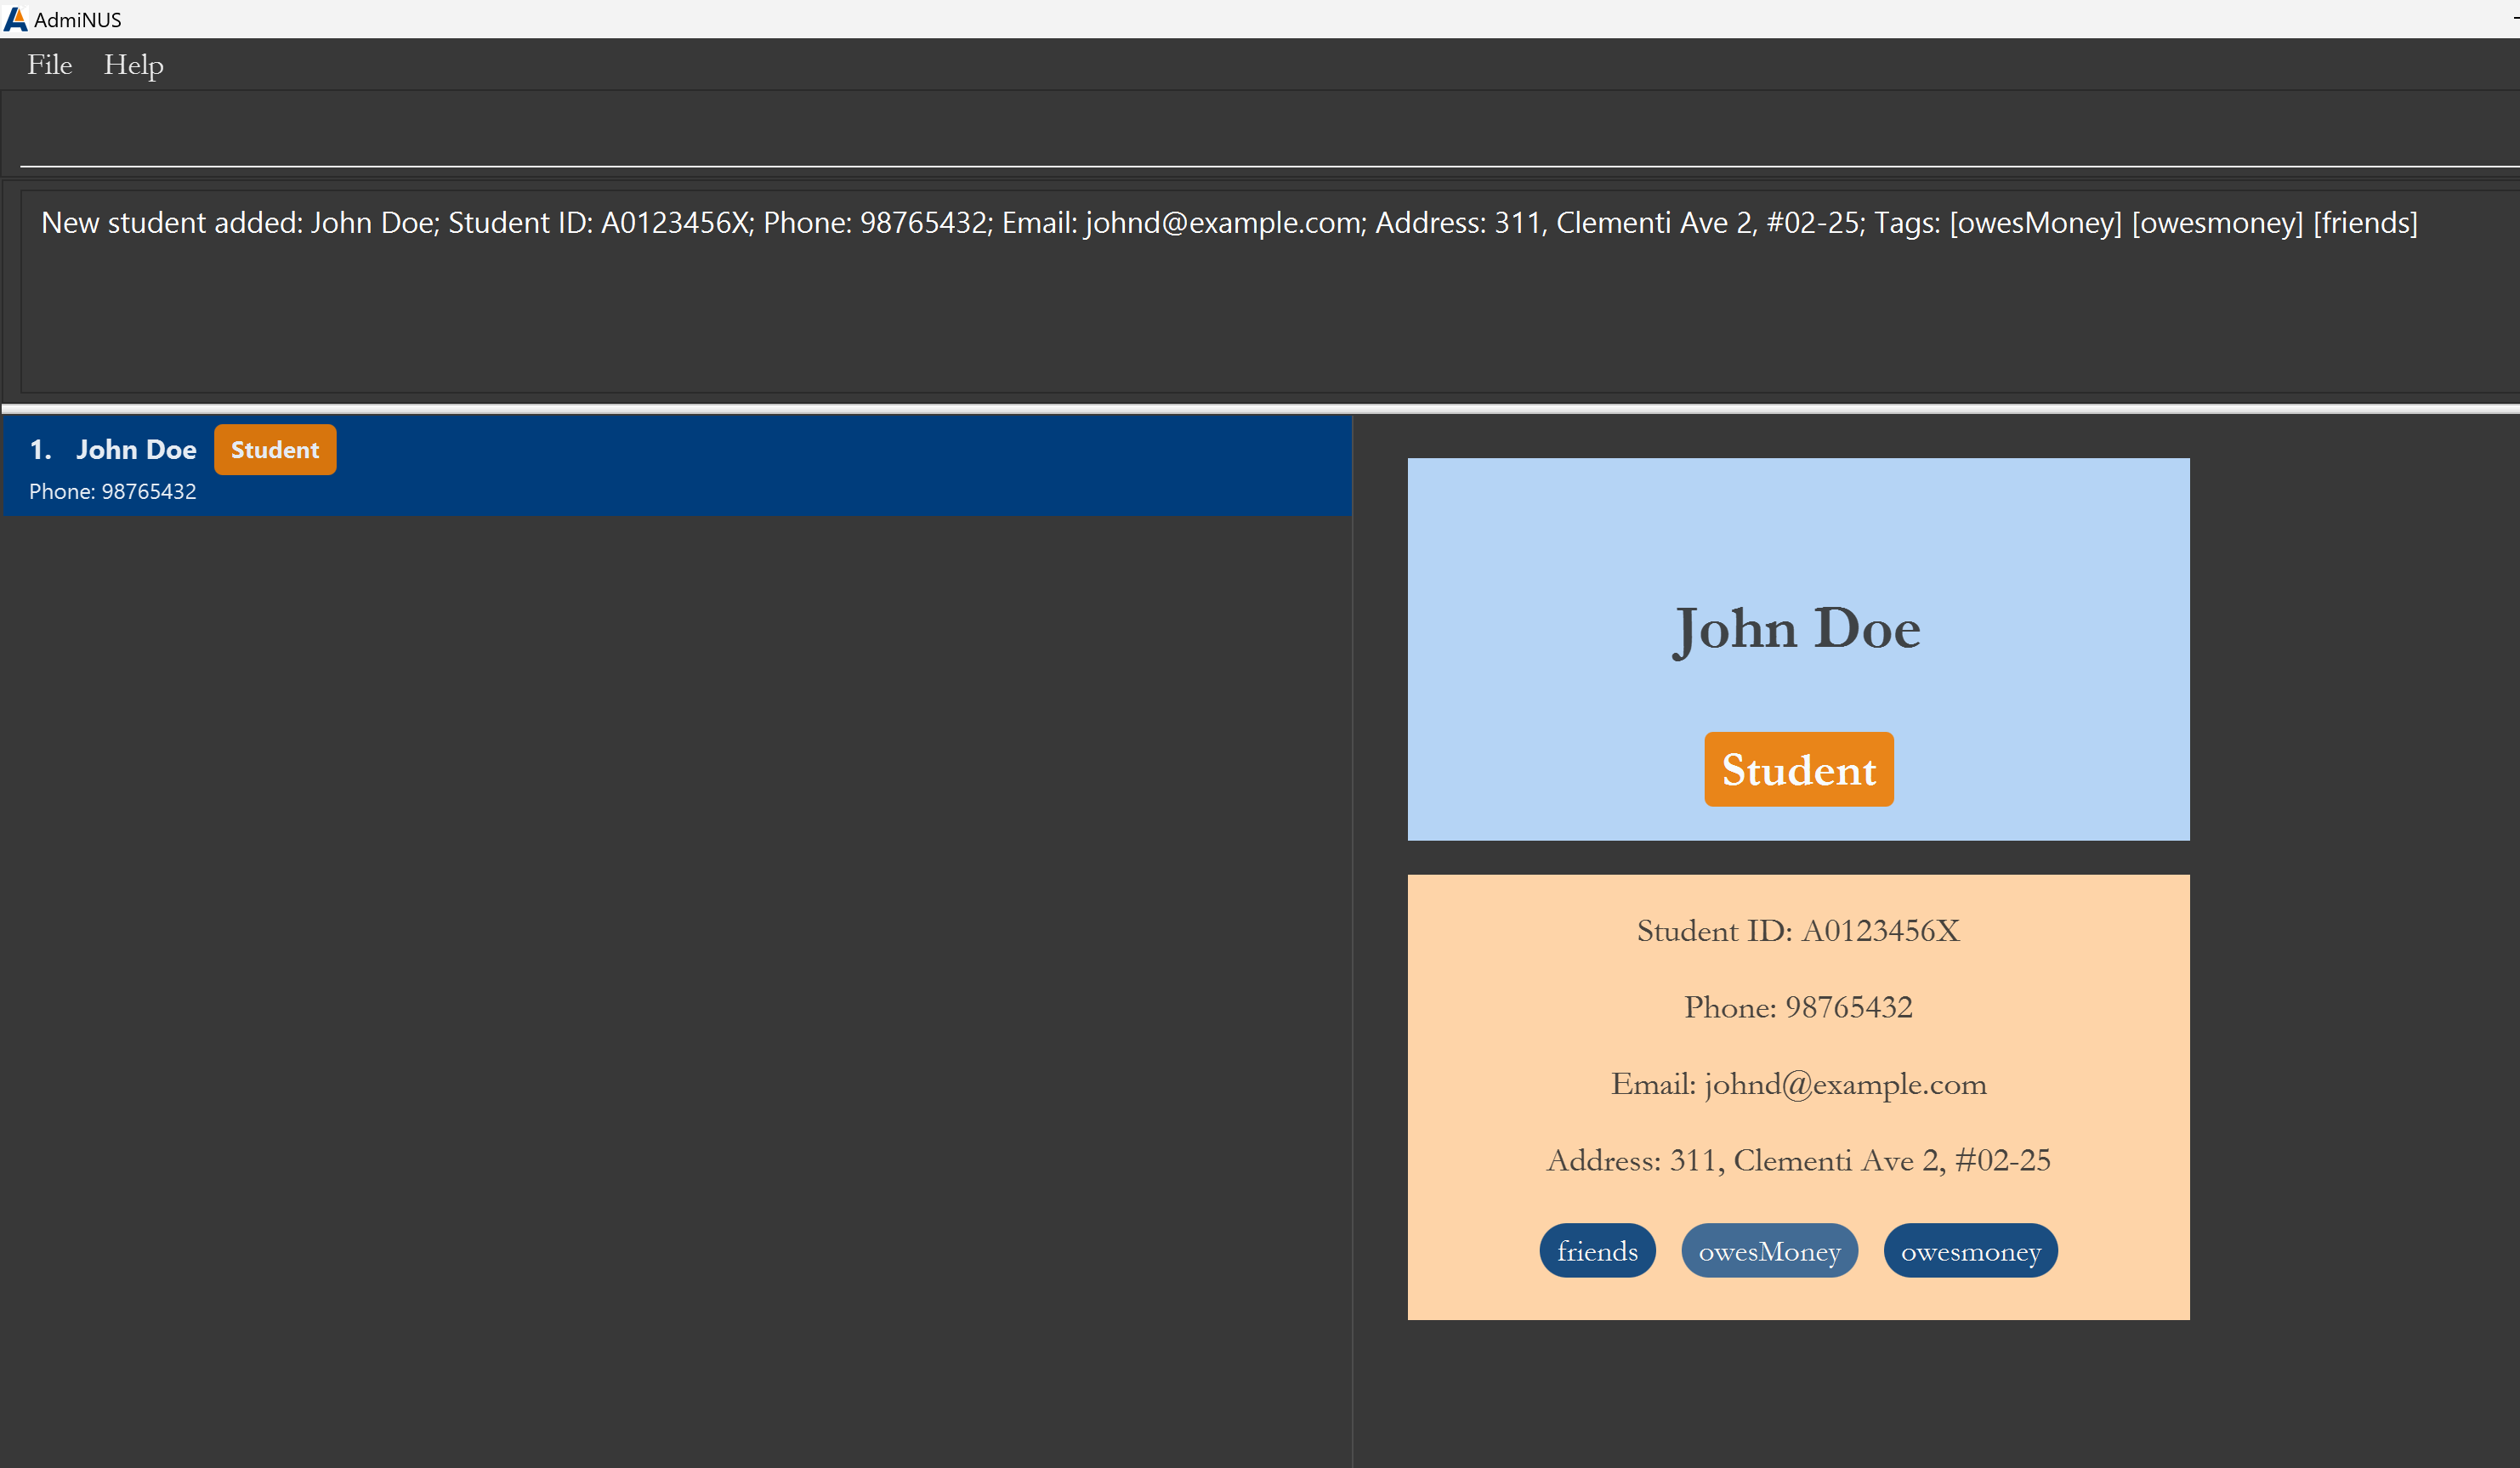 AdmiNUS
File Help
New student added: John Doe; Student ID: A0123456X; Phone: 98765432; Email: johnd@example.com; Address: 311, Clementi Ave 2, #02-25; Tags: [owesMoney] [owesmoney] [friends]
1. John Doe Student
Phone: 98765432
John Doe
Student
Student ID: A0123456X
Phone: 98765432
Email: johnd@example.com
Address: 311, Clementi Ave 2, #02-25
friends owesMoney owesmoney